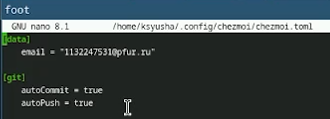 foot
GNU nano 8.1 /home/ksyusha/.config/chezmoi/chezmoi.toml
[data]
email = "1132247531@pfur.ru"
[git]
autoCommit = true
autoPush = true